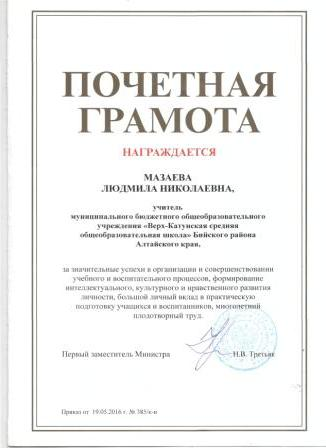 ПОЧЕТНАЯ
ГРАМОТА
НАГРАЖДАЕТСЯ
МАЗАЕВА
ЛЮДМИЛА НИКОЛАЕВНА,
учитель
муниципального бюджетного общеобразовательного
учреждения «Верх-Катунская средняя
общеобразовательная школа» Бийского района
Алтайского края,
за значительные успехи в организации и совершенствовании
учебного и воспитательного процессов, формирование
интеллектуального, культурного и нравственного развития
личности, большой личный вклад в практическую
подготовку учащихся и воспитанников, многолетний
плодотворный труд.
Первый заместитель Министра
Н.В. Третьяк
Приказ от 19.05.2016 г. № 385/к-н